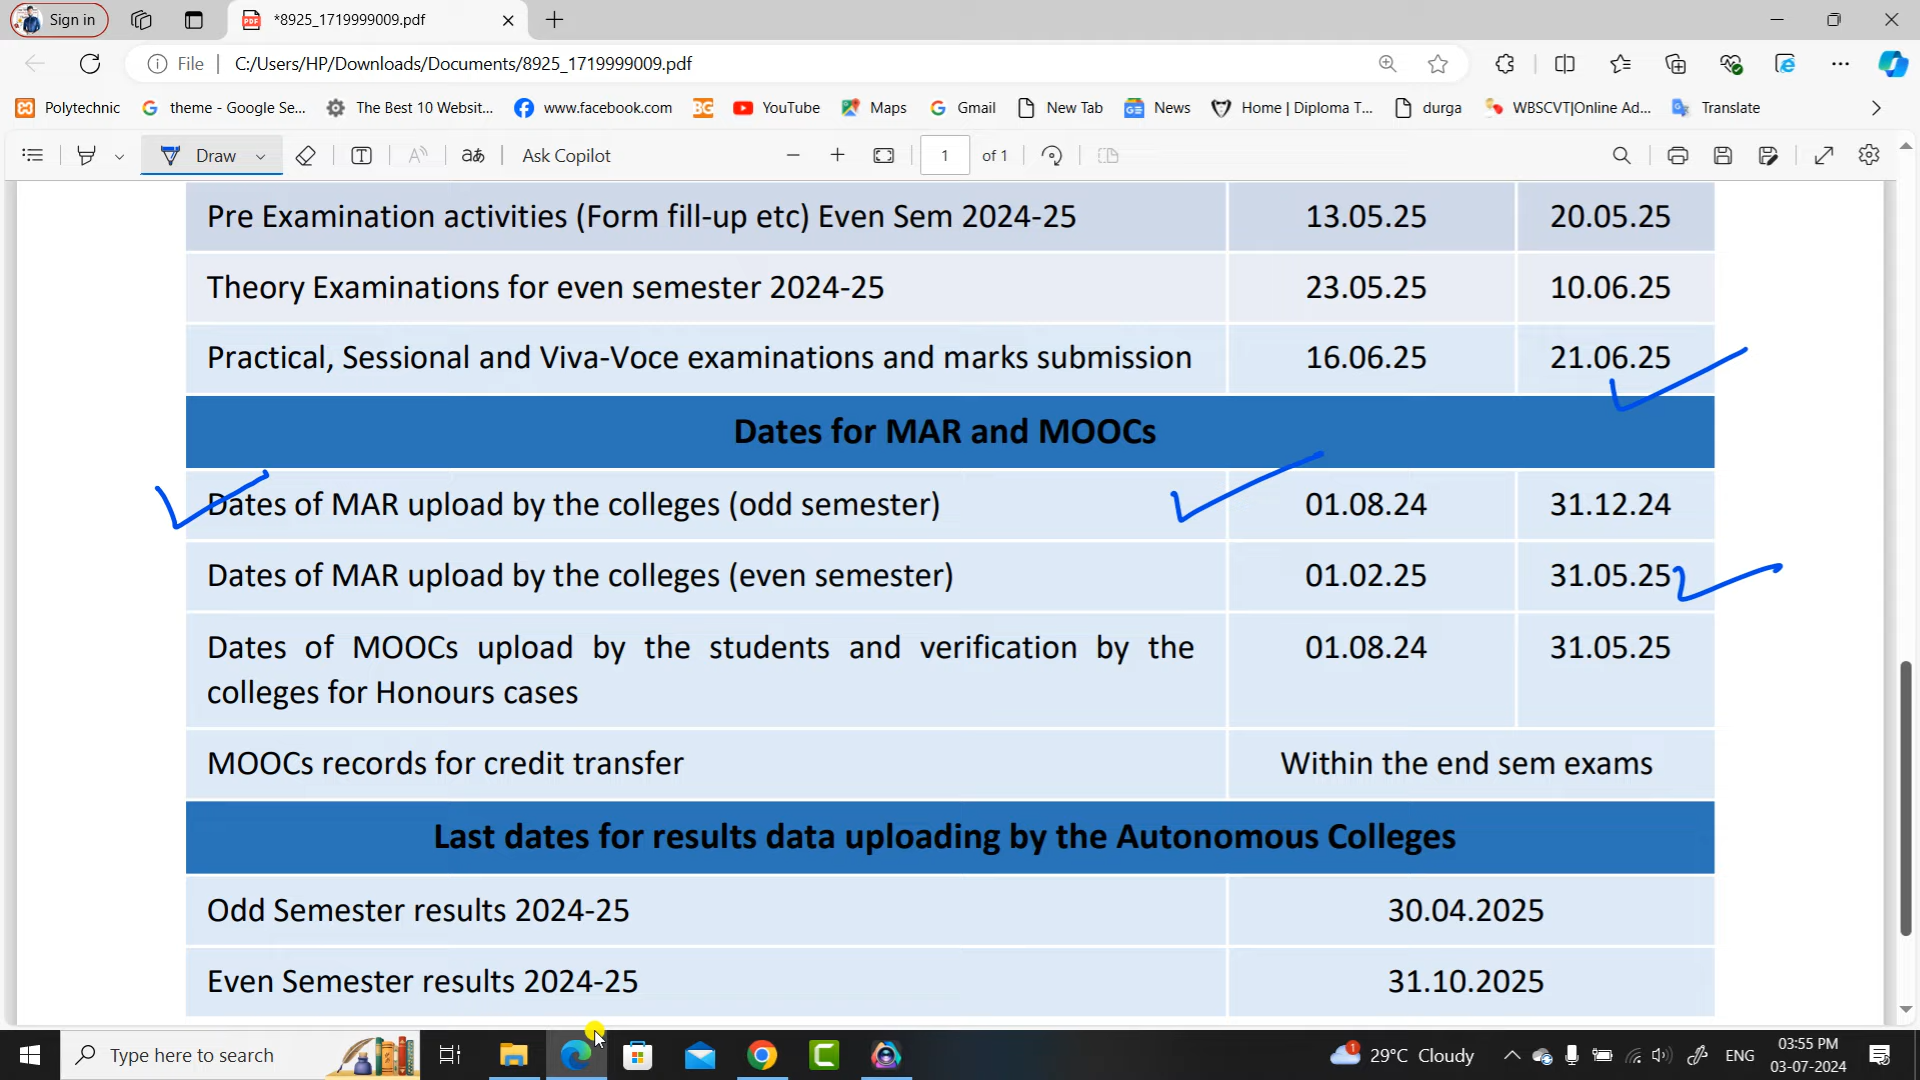 Sign in
*8925_1719999009.pdf
File
C:/Users/HP/Downloads/Documents/8925_1719999009.pdf
Polytechnic
theme - Google Se...
The Best 10 Websit...
www.facebook.com
YouTube
Maps
Gmail
New Tab
News
Home | Diploma T...
durga
WBSCVT|Online Ad...
Translate
Draw
Ask Copilot
1
of 1
Pre Examination activities (Form fill-up etc) Even Sem 2024-25 13.05.25 20.05.25
Theory Examinations for even semester 2024-25 23.05.25 10.06.25
Practical, Sessional and Viva-Voce examinations and marks submission 16.06.25 21.06.25
Dates for MAR and MOOCs
Dates of MAR upload by the colleges (odd semester) 01.08.24 31.12.24
Dates of MAR upload by the colleges (even semester) 01.02.25 31.05.25
Dates of MOOCs upload by the students and verification by the 01.08.24 31.05.25
colleges for Honours cases
MOOCs records for credit transfer Within the end sem exams
Last dates for results data uploading by the Autonomous Colleges
Odd Semester results 2024-25 30.04.2025
Even Semester results 2024-25 31.10.2025
Type here to search
1
29°C Cloudy
ENG
03:55 PM
03-07-2024